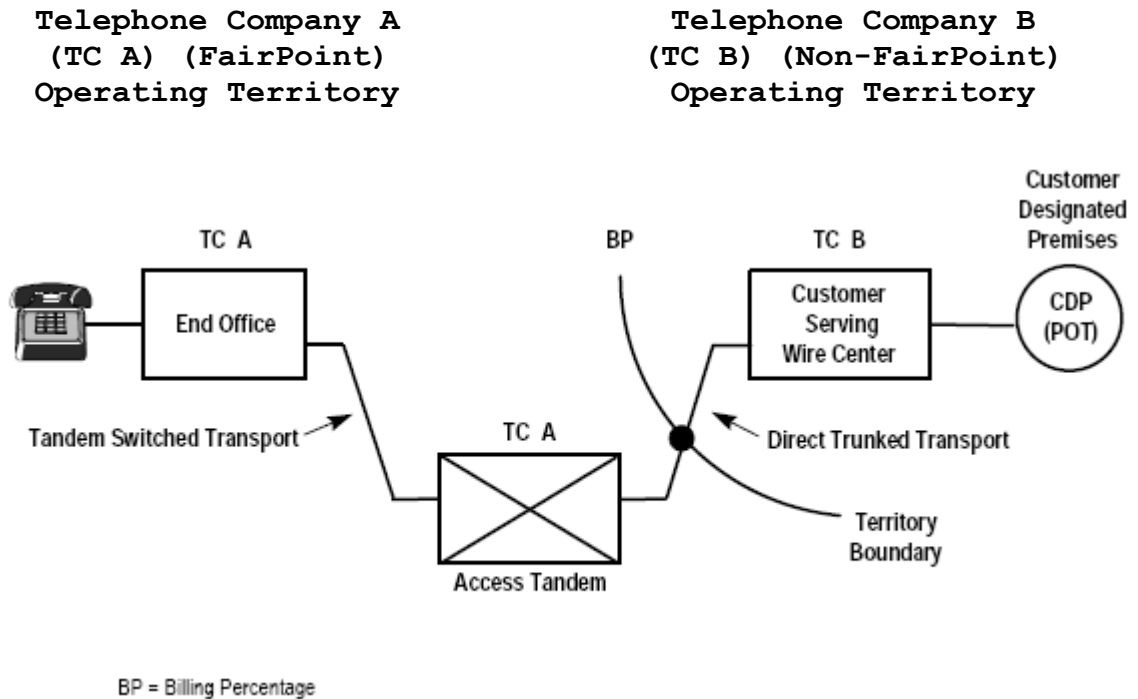 Telephone Company A
(TC A) (FairPoint)
Operating Territory
Telephone Company B
(TC B) (Non-FairPoint)
Operating Territory
Customer
Designated
Premises
TC A
BP
TC B
End Office
Customer
Serving
Wire Center
CDP
(POT)
Tandem Switched Transport
TC A
Direct Trunked Transport
Territory
Boundary
Access Tandem
BP = Billing Percentage